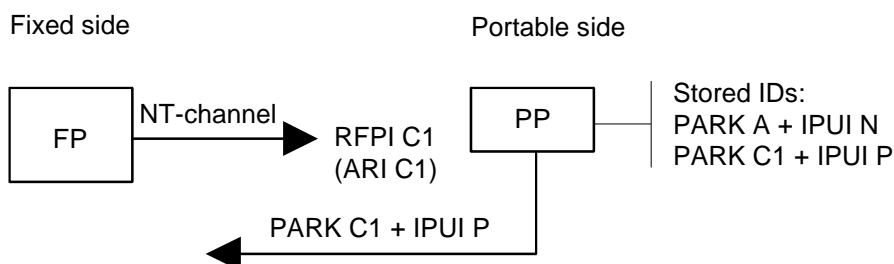 Fixed side
Portable side
FP
NT-channel
RFPI C1
(ARI C1)
PP
Stored IDs:
PARK A + IPUI N
PARK C1 + IPUI P
PARK C1 + IPUI P